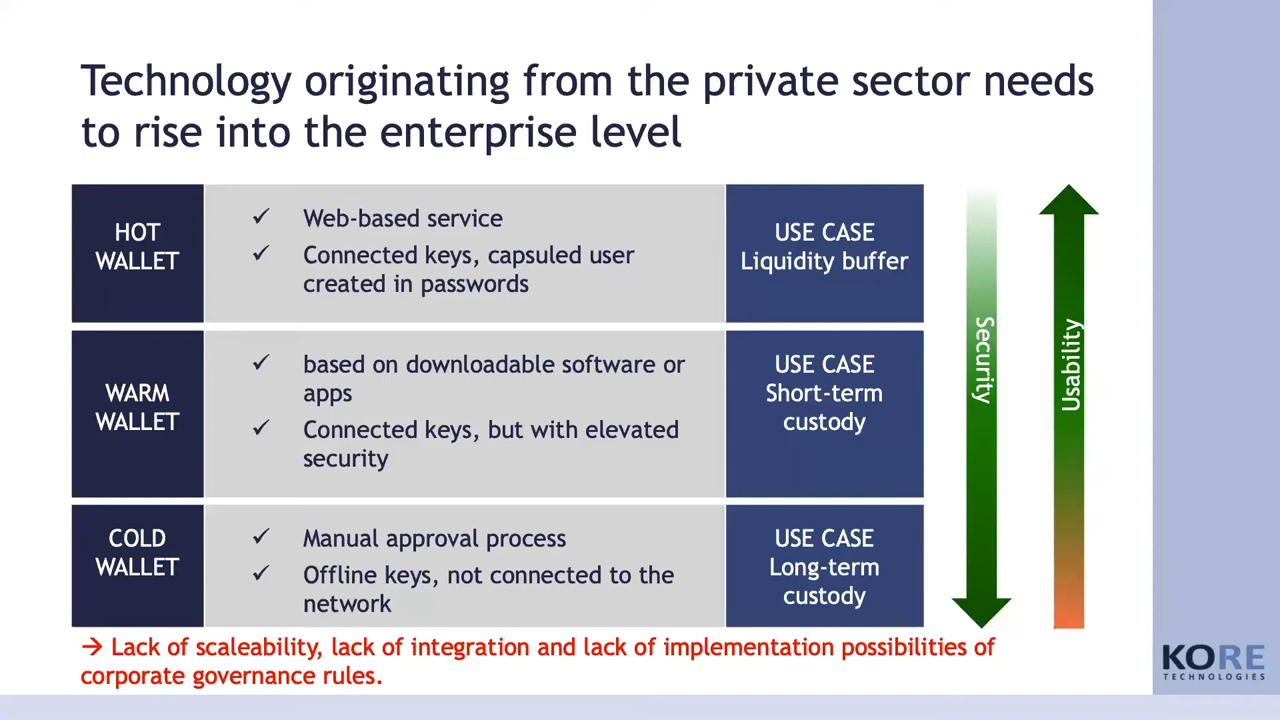 Technology originating from the private sector needs
to rise into the enterprise level
HOT
WALLET
✓ Web-based service
✓ Connected keys, capsuled user
created in passwords
USE CASE
Liquidity buffer
WARM
WALLET
✓ based on downloadable software or
apps
✓ Connected keys, but with elevated
security
USE CASE
Short-term
custody
COLD
WALLET
✓ Manual approval process
✓ Offline keys, not connected to the
network
USE CASE
Long-term
custody
Security
Usability
→ Lack of scaleability, lack of integration and lack of implementation possibilities of
corporate governance rules.
KORE
TECHNOLOGIES